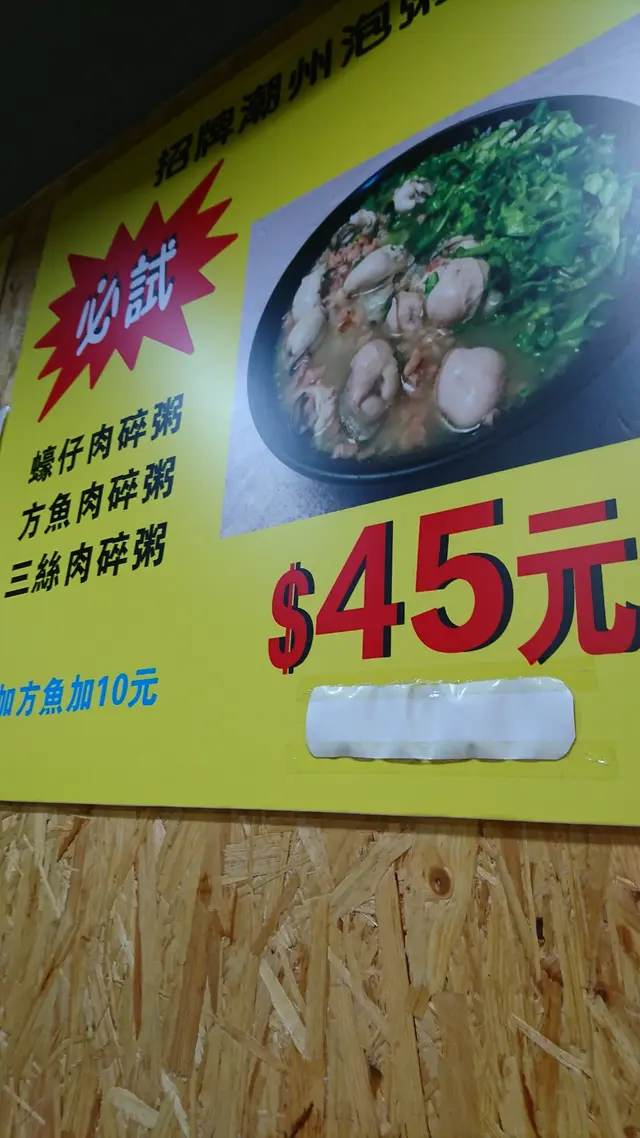 招牌潮州泡粥
必試
蠔仔肉碎粥
方魚肉碎粥
三絲肉碎粥
$45元
加方魚加10元